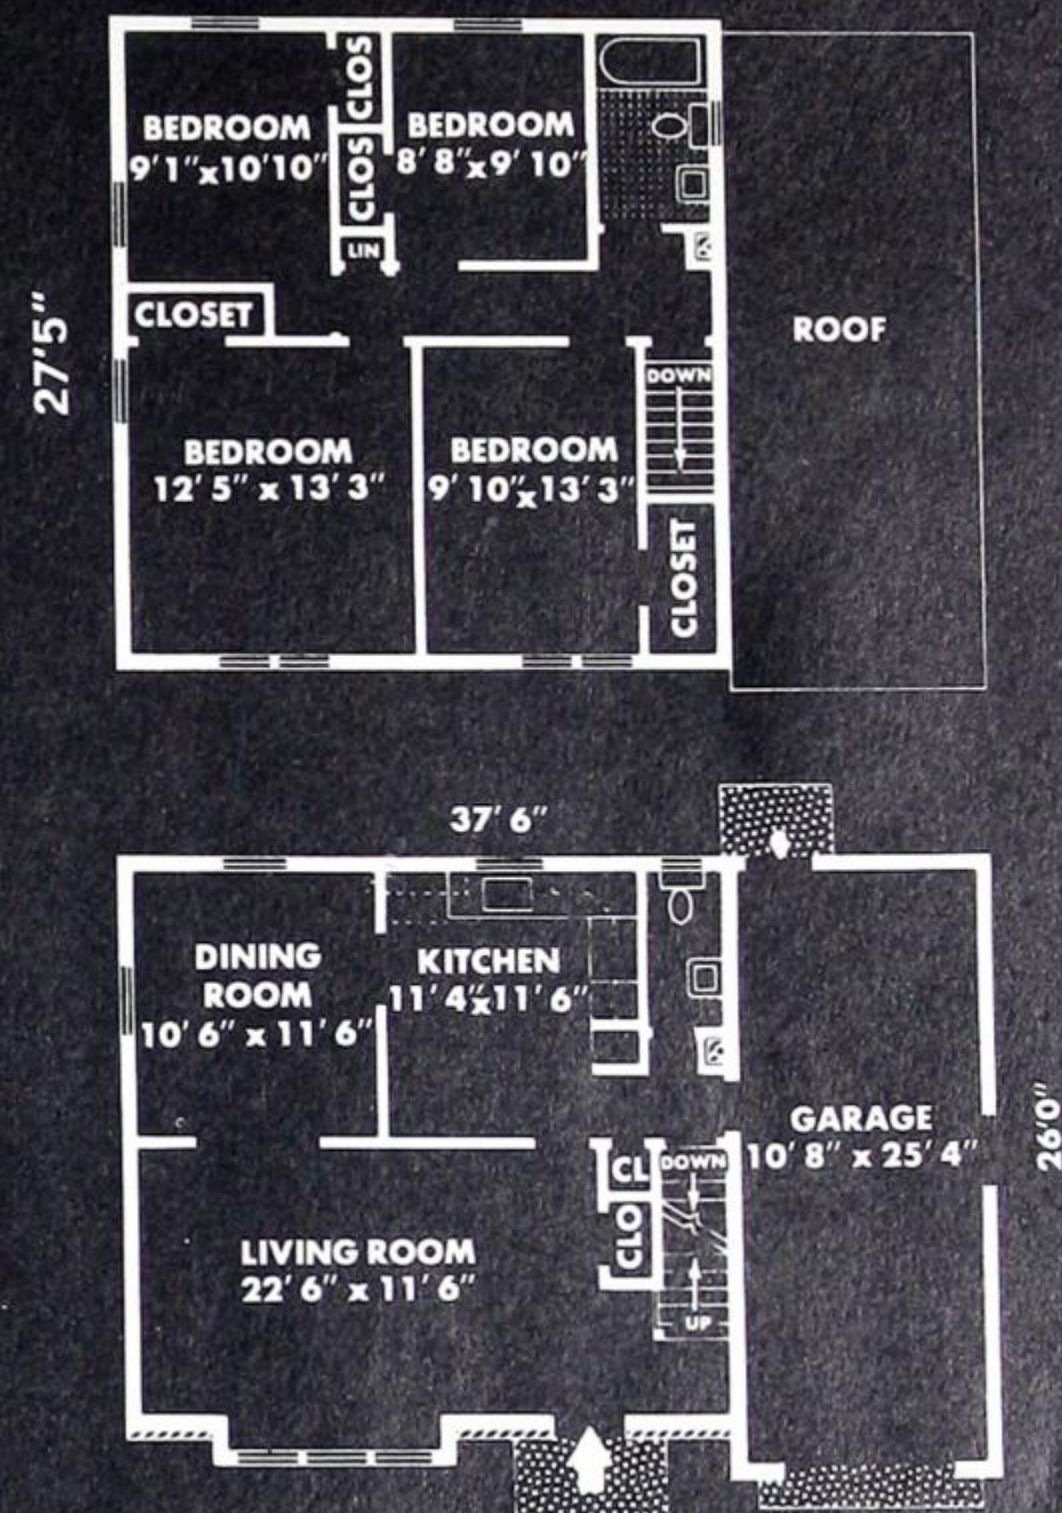 CLOS
BEDROOM
9'1"x10'10"
BEDROOM
8' 8"x9' 10"
CLOS
LIN
CLOSET
27'5"
ROOF
DOWN
BEDROOM
12' 5" x 13' 3"
BEDROOM
9' 10"x13' 3"
CLOSET
37' 6"
DINING
ROOM
10' 6" x 11' 6"
KITCHEN
11' 4"x11' 6"
GARAGE
10' 8" x 25' 4"
26'0"
CL
DOWN
CLO
LIVING ROOM
22' 6" x 11' 6"
UP